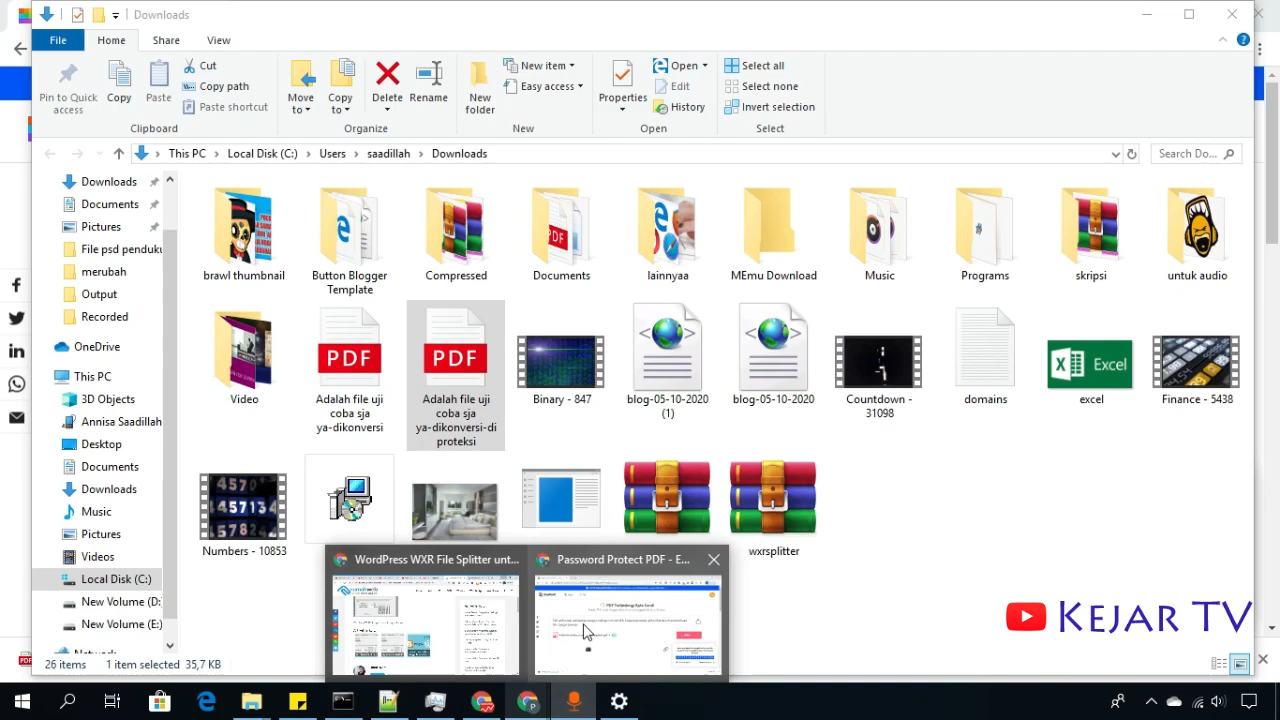 Downloads
File
Home
Share
View
Pin to Quick
access
Copy
Paste
Cut
Copy path
Paste shortcut
Clipboard
Move
to
Copy
to
Delete
Rename
Organize
New
folder
New item
Easy access
New
Properties
Open
Edit
History
Open
Select all
Select none
Invert selection
Select
This PC
Local Disk (C:)
Users
saadillah
Downloads
Search Do...
Downloads
Documents
Pictures
File psd penduku
merubah
Output
Recorded
OneDrive
This PC
3D Objects
Annisa Saadillah
Desktop
Documents
Downloads
Music
Pictures
Videos
Local Disk (C:)
New Volume (D:
New Volume (E:)
brawl thumbnail
Button Blogger
Template
Compressed
Documents
lainnyaa
MEmu Download
Music
Programs
skripsi
untuk audio
Video
PDF
Adalah file uji
coba sja
ya-dikonversi
PDF
Adalah file uji
coba sja
ya-dikonversi-di
proteksi
Binary - 847
blog-05-10-2020
(1)
blog-05-10-2020
Countdown -
31098
domains
Excel
excel
Finance - 5438
Numbers - 10853
wxrsplitter
WordPress WXR File Splitter unt...
Password Protect PDF - E...
KEJAR TV
26 items
1 item selected 35,7 KB